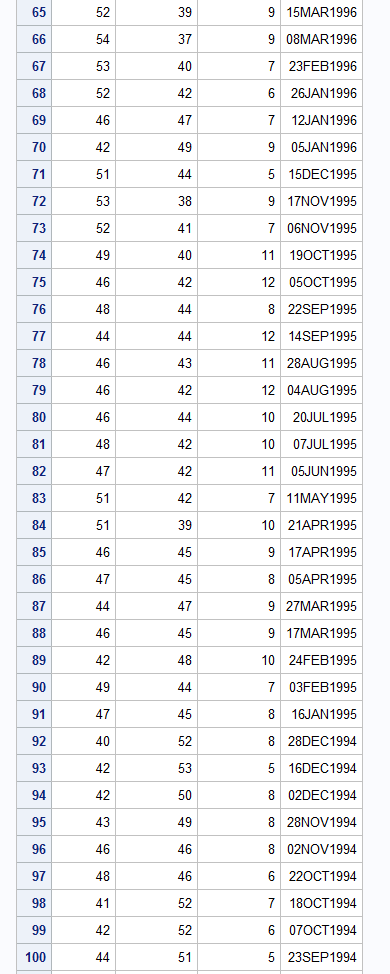 65 52 39 9 15MAR1996
66 54 37 9 08MAR1996
67 53 40 7 23FEB1996
68 52 42 6 26JAN1996
69 46 47 7 12JAN1996
70 42 49 9 05JAN1996
71 51 44 5 15DEC1995
72 53 38 9 17NOV1995
73 52 41 7 06NOV1995
74 49 40 11 19OCT1995
75 46 42 12 05OCT1995
76 48 44 8 22SEP1995
77 44 44 12 14SEP1995
78 46 43 11 28AUG1995
79 46 42 12 04AUG1995
80 46 44 10 20JUL1995
81 48 42 10 07JUL1995
82 47 42 11 05JUN1995
83 51 42 7 11MAY1995
84 51 39 10 21APR1995
85 46 45 9 17APR1995
86 47 45 8 05APR1995
87 44 47 9 27MAR1995
88 46 45 9 17MAR1995
89 42 48 10 24FEB1995
90 49 44 7 03FEB1995
91 47 45 8 16JAN1995
92 40 52 8 28DEC1994
93 42 53 5 16DEC1994
94 42 50 8 02DEC1994
95 43 49 8 28NOV1994
96 46 46 8 02NOV1994
97 48 46 6 22OCT1994
98 41 52 7 18OCT1994
99 42 52 6 07OCT1994
100 44 51 5 23SEP1994